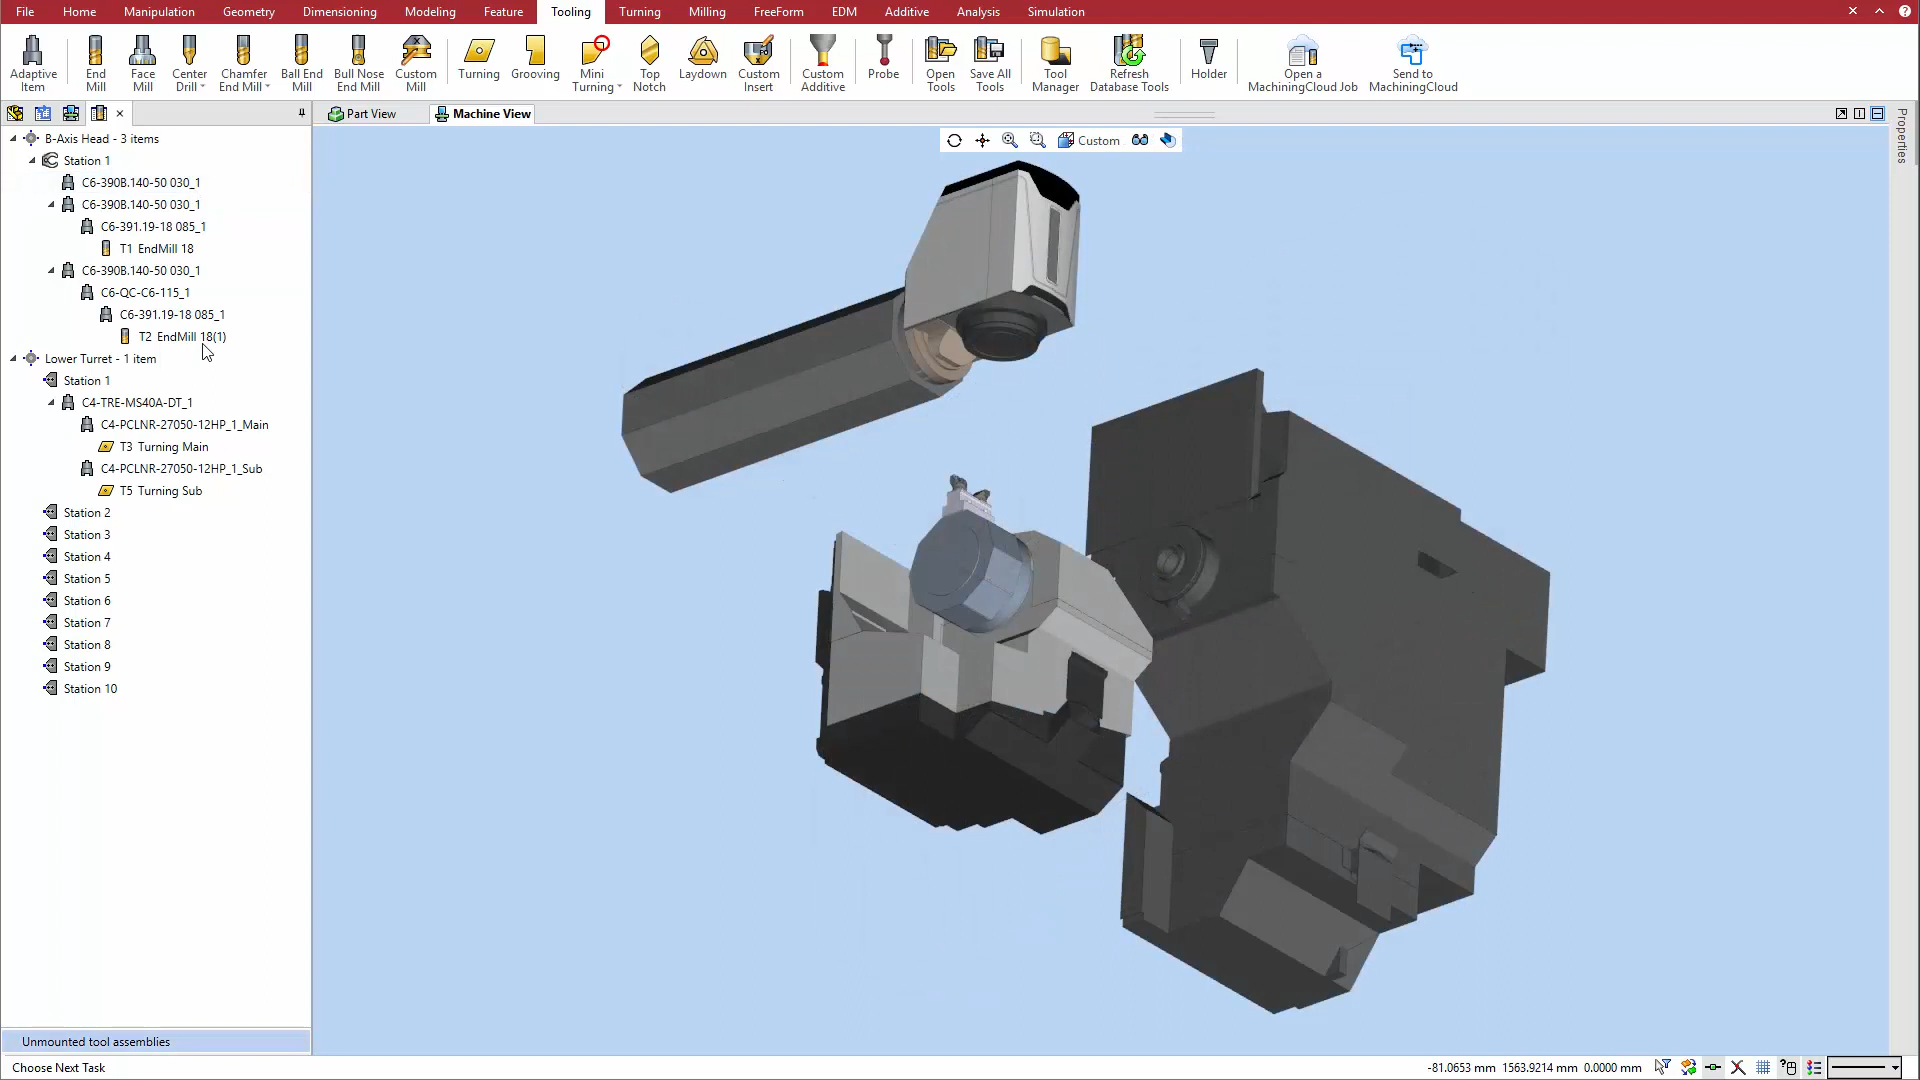 File Home Manipulation Geometry Dimensioning Modeling Feature Tooling Turning Milling FreeForm EDM Additive Analysis Simulation
Adaptive Item
End Mill
Face Mill
Center Drill
Chamfer End Mill
Ball End Mill
Bull Nose End Mill
Custom Mill
Turning
Grooving
Mini Turning
Top Notch
Laydown
Custom Insert
Custom Additive
Probe
Open Tools
Save All Tools
Tool Manager
Refresh Database Tools
Holder
Open a MachiningCloud Job
Send to MachiningCloud
Part View
Machine View
Properties
Custom
B-Axis Head - 3 items
Station 1
C6-390B.140-50 030_1
C6-390B.140-50 030_1
C6-391.19-18 085_1
T1 EndMill 18
C6-390B.140-50 030_1
C6-QC-C6-115_1
C6-391.19-18 085_1
T2 EndMill 18(1)
Lower Turret - 1 item
Station 1
C4-TRE-MS40A-DT_1
C4-PCLNR-27050-12HP_1_Main
T3 Turning Main
C4-PCLNR-27050-12HP_1_Sub
T5 Turning Sub
Station 2
Station 3
Station 4
Station 5
Station 6
Station 7
Station 8
Station 9
Station 10
Unmounted tool assemblies
Choose Next Task
-81.0653 mm 1563.9214 mm 0.0000 mm